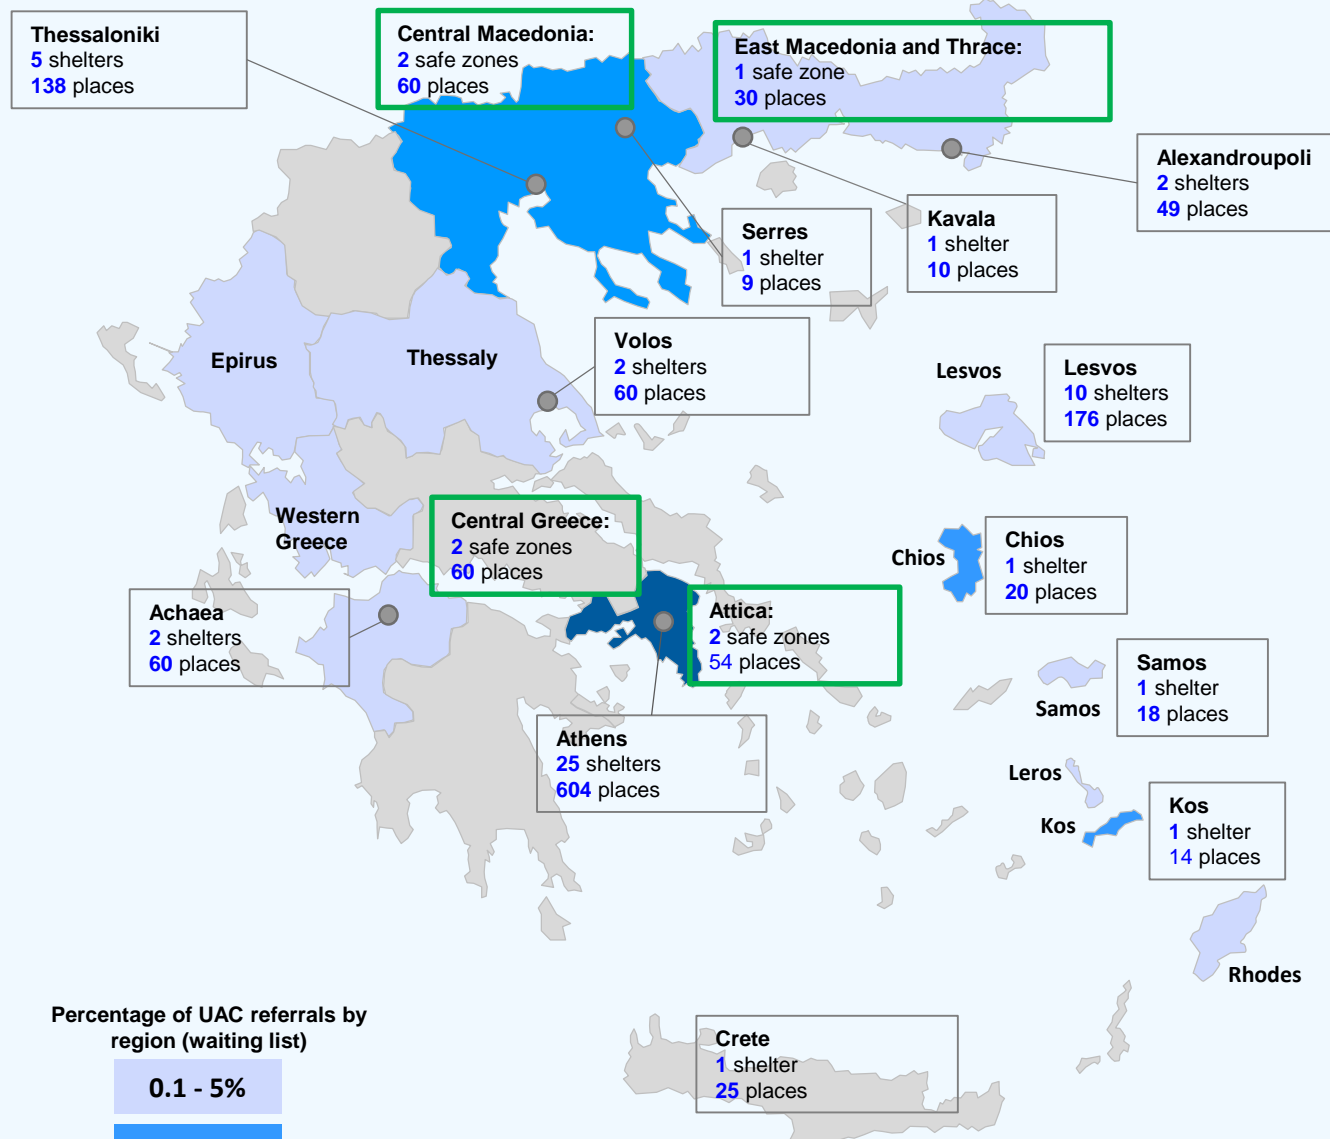 Thessaloniki
5 shelters
138 places
Central Macedonia:
2 safe zones
60 places
East Macedonia and Thrace:
1 safe zone
30 places
Alexandroupoli
2 shelters
49 places
Serres
1 shelter
9 places
Kavala
1 shelter
10 places
Epirus
Thessaly
Volos
2 shelters
60 places
Lesvos
Lesvos
10 shelters
176 places
Western
Greece
Central Greece:
2 safe zones
60 places
Chios
Chios
1 shelter
20 places
Achaea
2 shelters
60 places
Attica:
2 safe zones
54 places
Samos
1 shelter
18 places
Samos
Athens
25 shelters
604 places
Leros
Kos
Kos
1 shelter
14 places
Rhodes
Percentage of UAC referrals by
region (waiting list)
0.1 - 5%
Crete
1 shelter
25 places